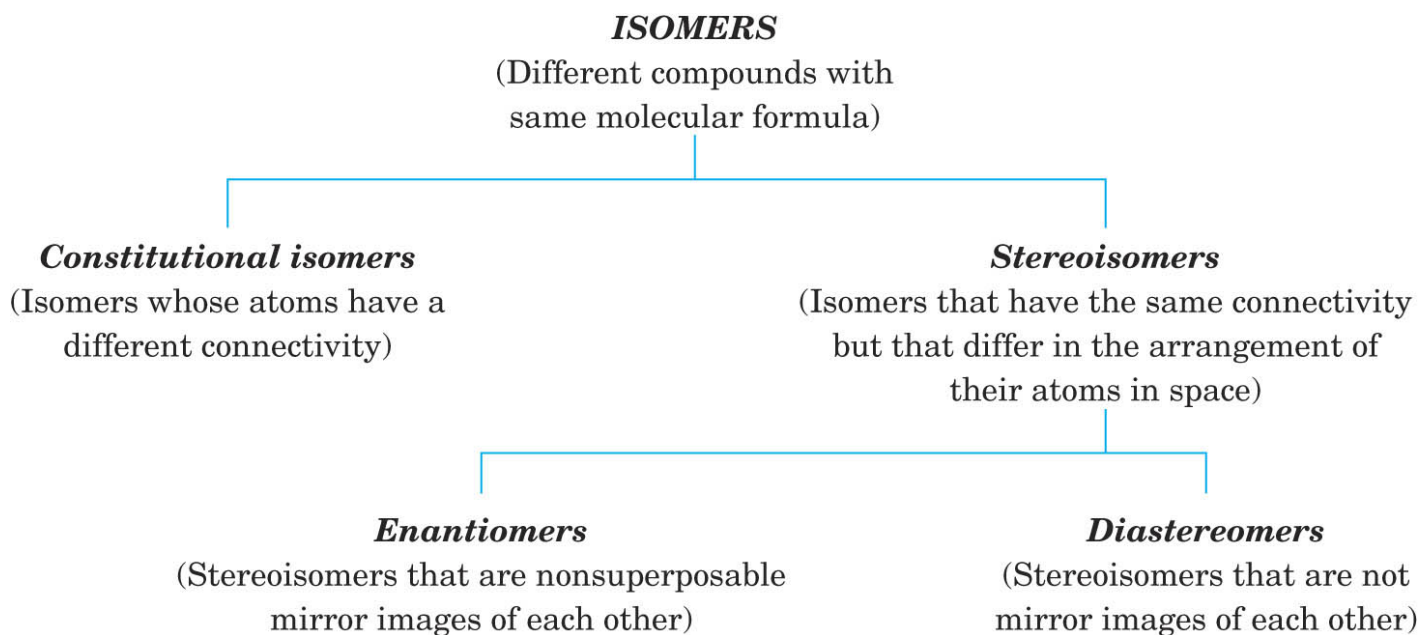 ISOMERS
(Different compounds with
same molecular formula)
Constitutional isomers
(Isomers whose atoms have a
different connectivity)
Stereoisomers
(Isomers that have the same connectivity
but that differ in the arrangement of
their atoms in space)
Enantiomers
(Stereoisomers that are nonsuperposable
mirror images of each other)
Diastereomers
(Stereoisomers that are not
mirror images of each other)